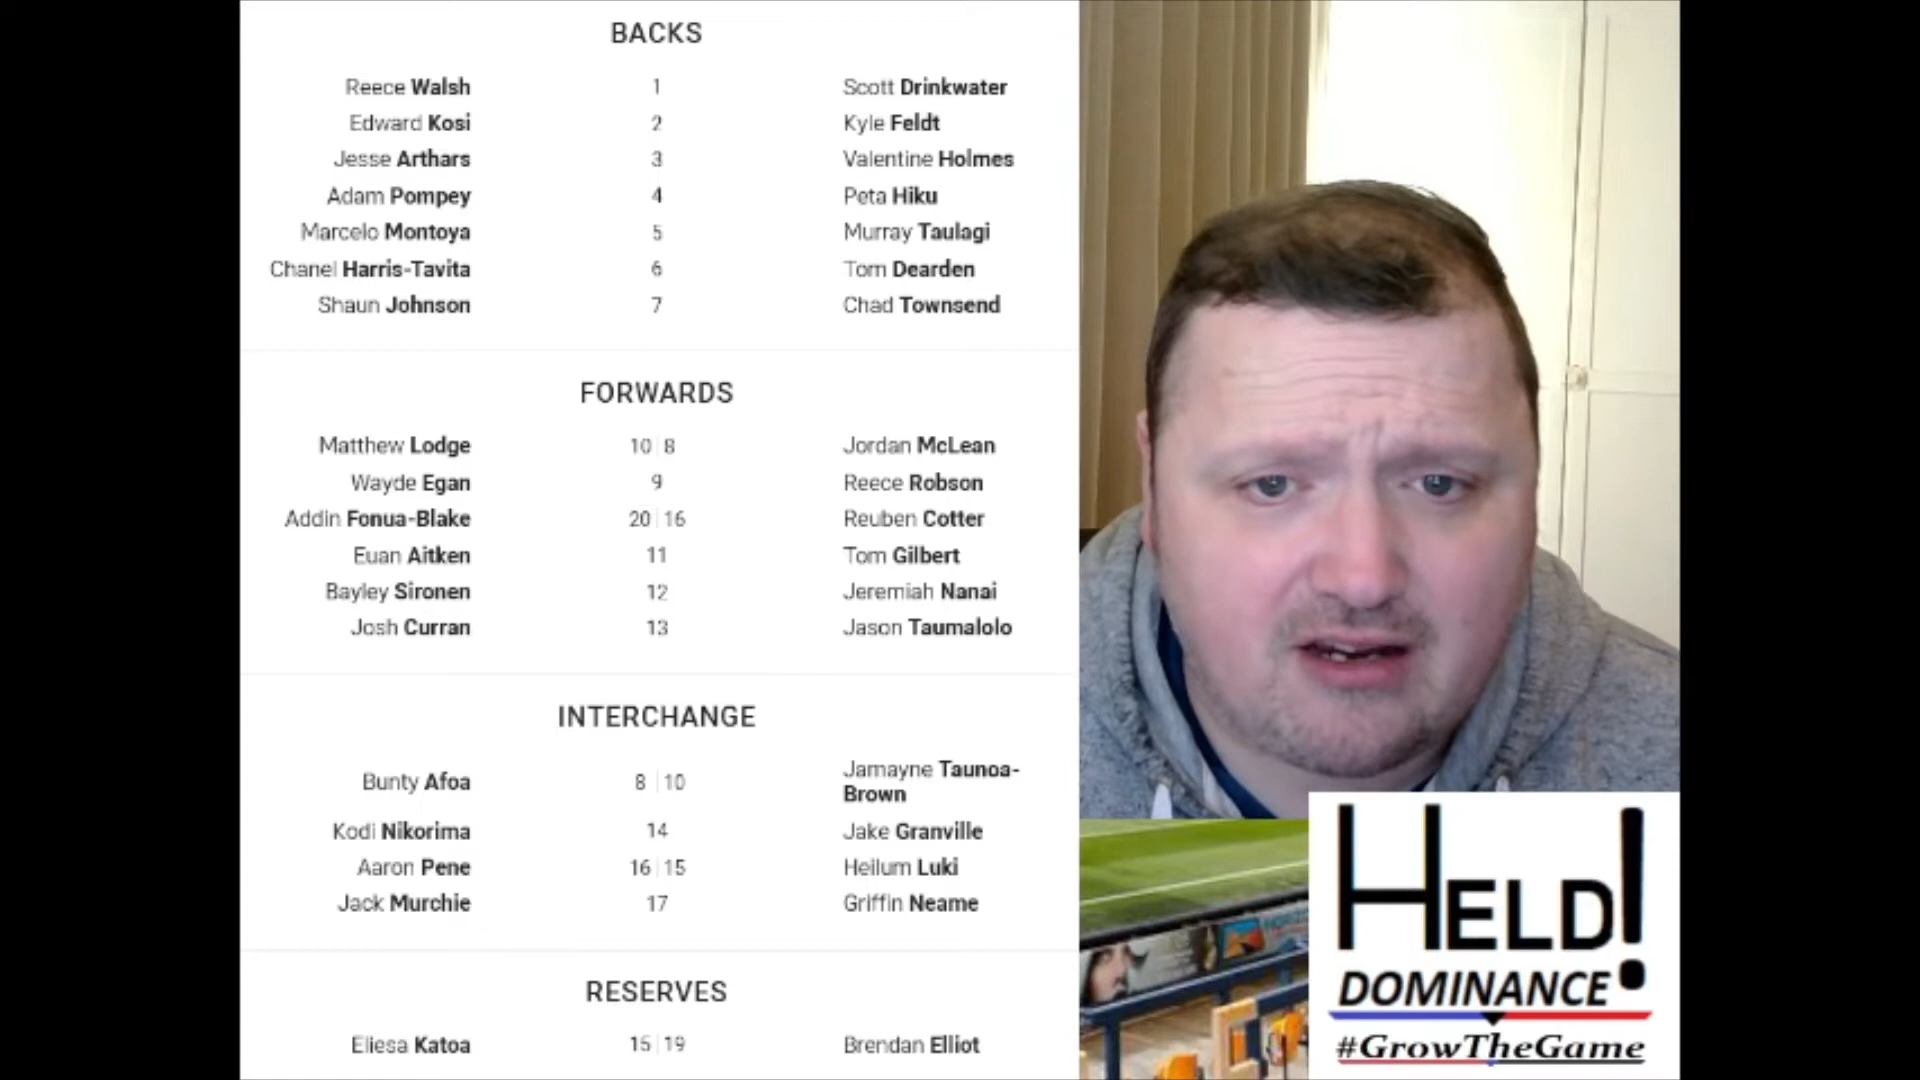 BACKS
Reece Walsh 1 Scott Drinkwater
Edward Kosi 2 Kyle Feldt
Jesse Arthars 3 Valentine Holmes
Adam Pompey 4 Peta Hiku
Marcelo Montoya 5 Murray Taulagi
Chanel Harris-Tavita 6 Tom Dearden
Shaun Johnson 7 Chad Townsend
FORWARDS
Matthew Lodge 10 8 Jordan McLean
Wayde Egan 9 Reece Robson
Addin Fonua-Blake 20 16 Reuben Cotter
Euan Aitken 11 Tom Gilbert
Bayley Sironen 12 Jeremiah Nanai
Josh Curran 13 Jason Taumalolo
INTERCHANGE
Bunty Afoa 8 10 Jamayne Taunoa-
Brown
Kodi Nikorima 14 Jake Granville
Aaron Pene 16 15 Heilum Luki
Jack Murchie 17 Griffin Neame
RESERVES
Eliesa Katoa 15 19 Brendan Elliot
HELD!
DOMINANCE
#GrowTheGame